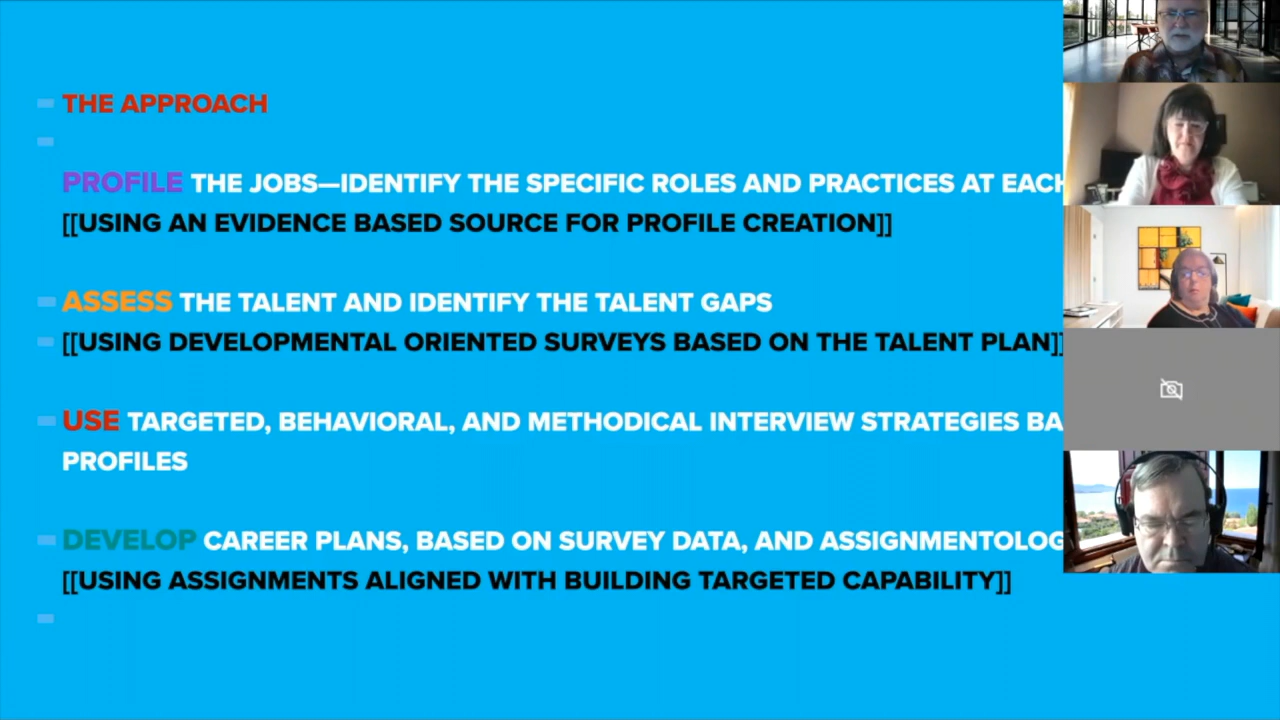 THE APPROACH
PROFILE THE JOBS—IDENTIFY THE SPECIFIC ROLES AND PRACTICES AT EACH
[[USING AN EVIDENCE BASED SOURCE FOR PROFILE CREATION]]
ASSESS THE TALENT AND IDENTIFY THE TALENT GAPS
[[USING DEVELOPMENTAL ORIENTED SURVEYS BASED ON THE TALENT PLAN]]
USE TARGETED, BEHAVIORAL, AND METHODICAL INTERVIEW STRATEGIES
PROFILES
DEVELOP CAREER PLANS, BASED ON SURVEY DATA, AND
[[USING ASSIGNMENTS ALIGNED WITH BUILDING TARGETED CAPABILITY]]